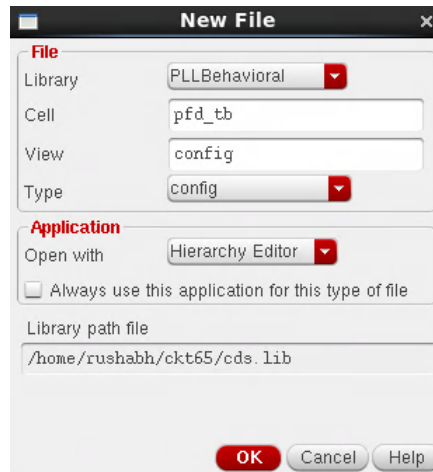 New File
File
Library PLLBehavioral
Cell pfd_tb
View config
Type config
Application
Open with Hierarchy Editor
Always use this application for this type of file
Library path file
/home/rushabh/ckt65/cds.lib
OK Cancel Help